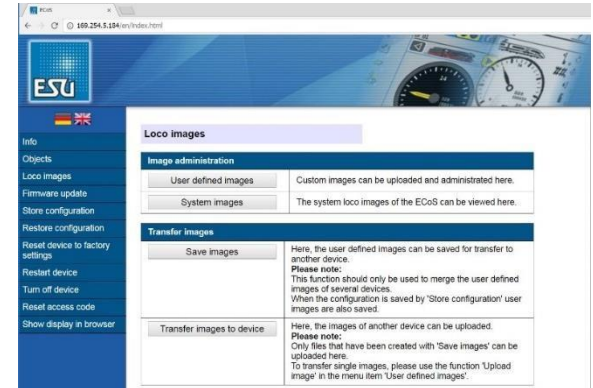 ECoS
169.254.5.184/en/index.html
ESU
Loco images
Info
Objects
Loco images
Firmware update
Store configuration
Restore configuration
Reset device to factory
settings
Restart device
Turn off device
Reset access code
Show display in browser
Image administration
User defined images
Custom images can be uploaded and administrated here.
System images
The system loco images of the ECoS can be viewed here.
Transfer images
Save images
Here, the user defined images can be saved for transfer to
another device.
Please note:
This function should only be used to merge the user defined
images of several devices.
When the configuration is saved by 'Store configuration' user
images are also saved.
Transfer images to device
Here, the images of another device can be uploaded.
Please note:
Only files that have been created with 'Save images' can be
uploaded here.
To transfer single images, please use the function 'Upload
image' in the menu item 'User defined images'.